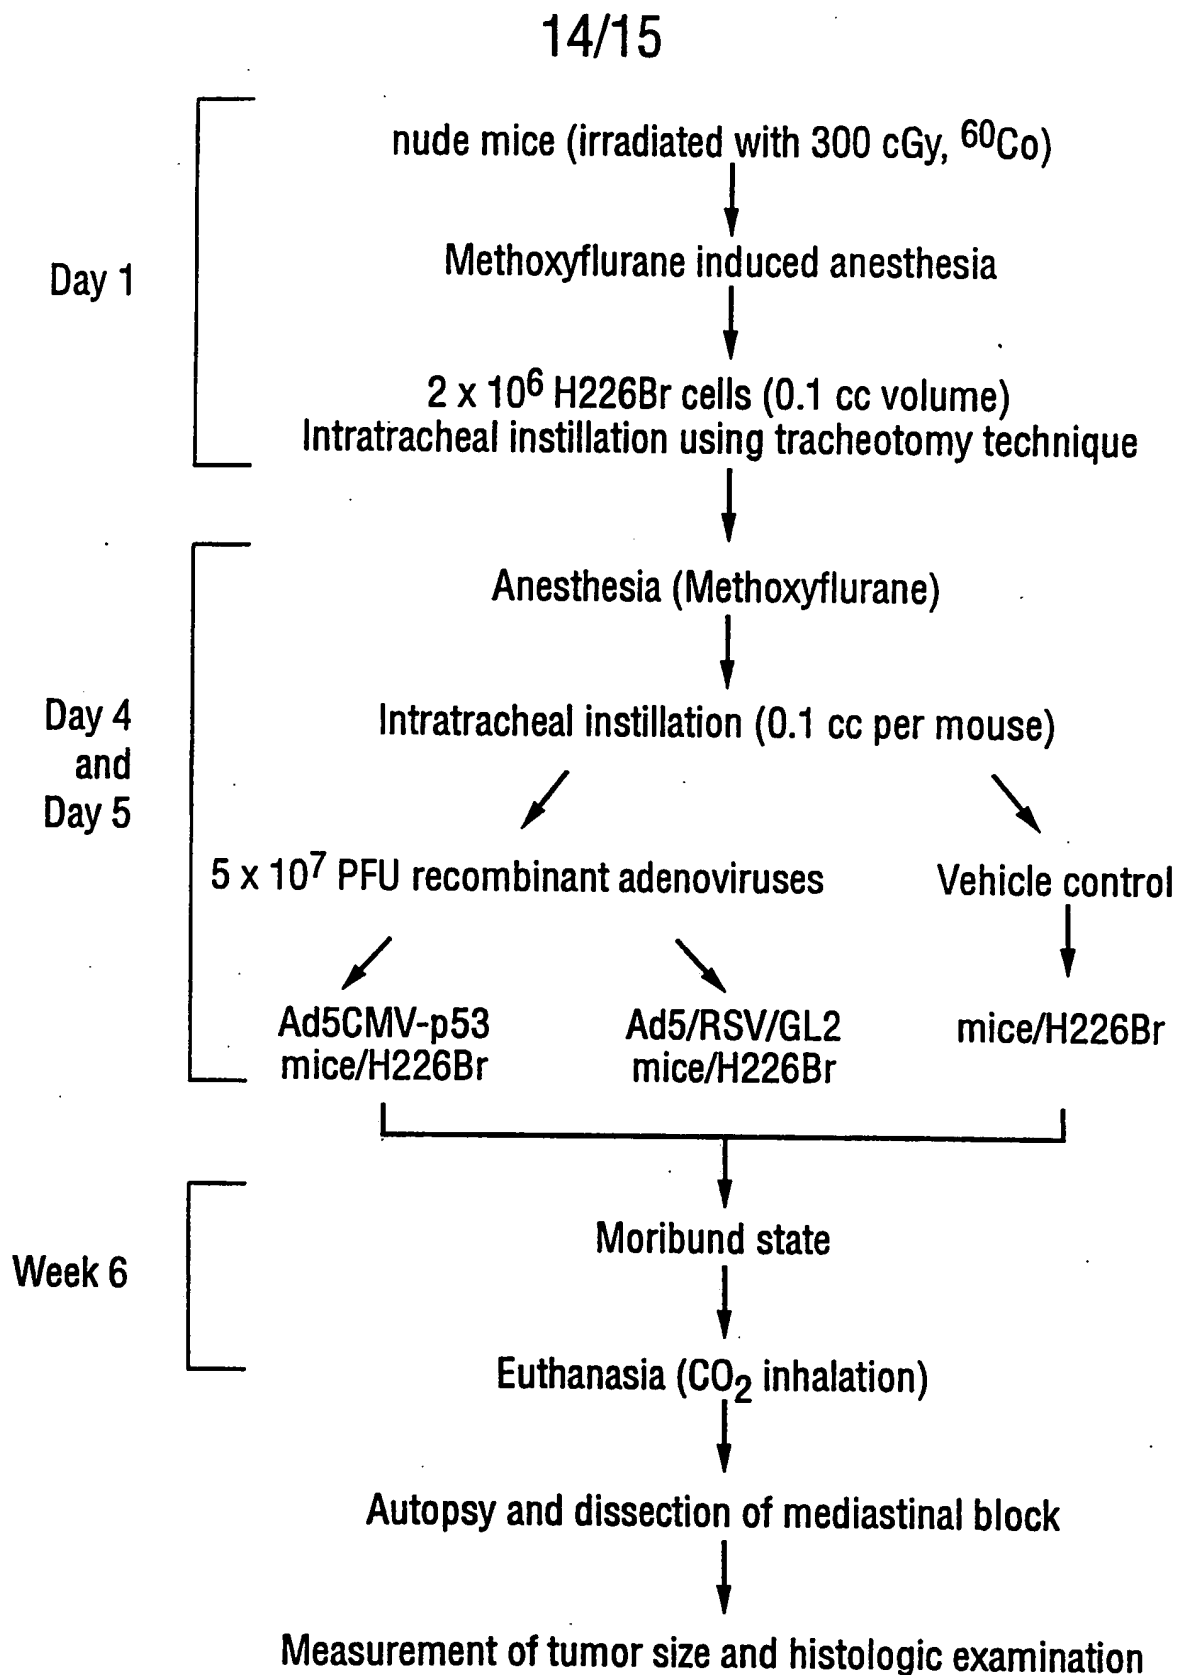 14/15
nude mice (irradiated with 300 cGy, ⁶⁰Co)
Day 1
Methoxyflurane induced anesthesia
2 x 10⁶ H226Br cells (0.1 cc volume)
Intratracheal instillation using tracheotomy technique
Anesthesia (Methoxyflurane)
Day 4
and
Day 5
Intratracheal instillation (0.1 cc per mouse)
5 x 10⁷ PFU recombinant adenoviruses
Vehicle control
Ad5CMV-p53
mice/H226Br
Ad5/RSV/GL2
mice/H226Br
mice/H226Br
Week 6
Moribund state
Euthanasia (CO₂ inhalation)
Autopsy and dissection of mediastinal block
Measurement of tumor size and histologic examination